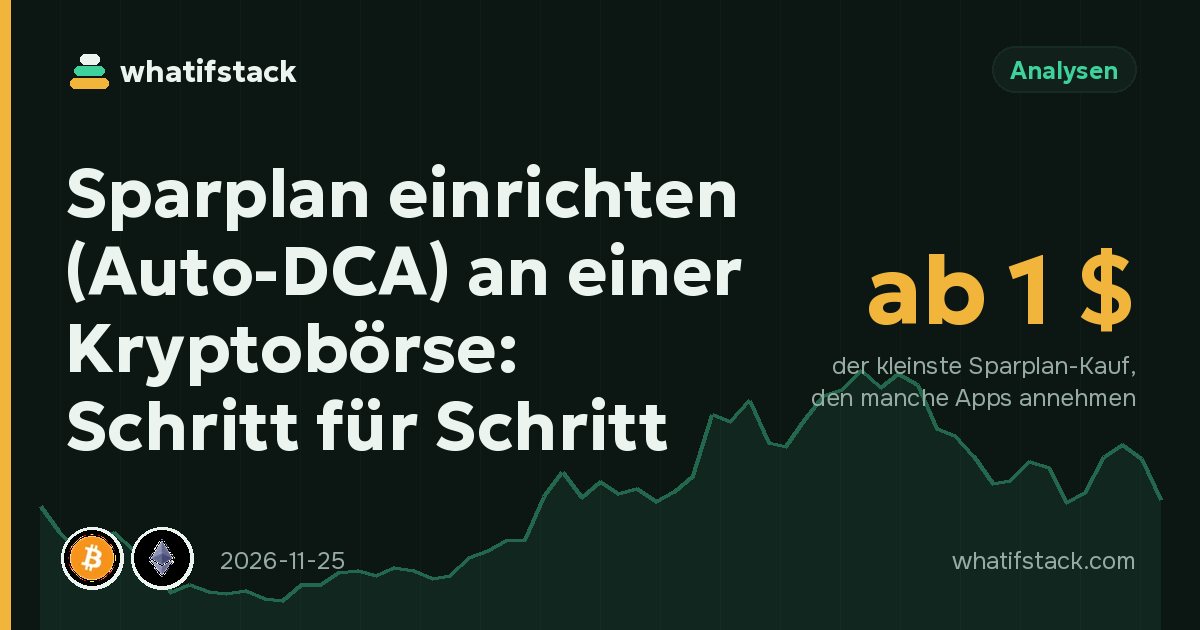 whatifstack
Analysen
Sparplan einrichten
(Auto-DCA) an einer
Kryptobörse:
Schritt für Schritt
ab 1 $
der kleinste Sparplan-Kauf,
den manche Apps annehmen
2026-11-25
whatifstack.com